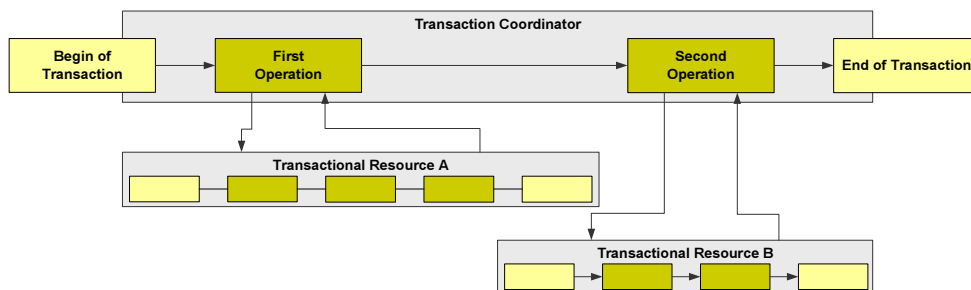 Transaction Coordinator
Begin of
Transaction
First
Operation
Second
Operation
End of Transaction
Transactional Resource A
Transactional Resource B